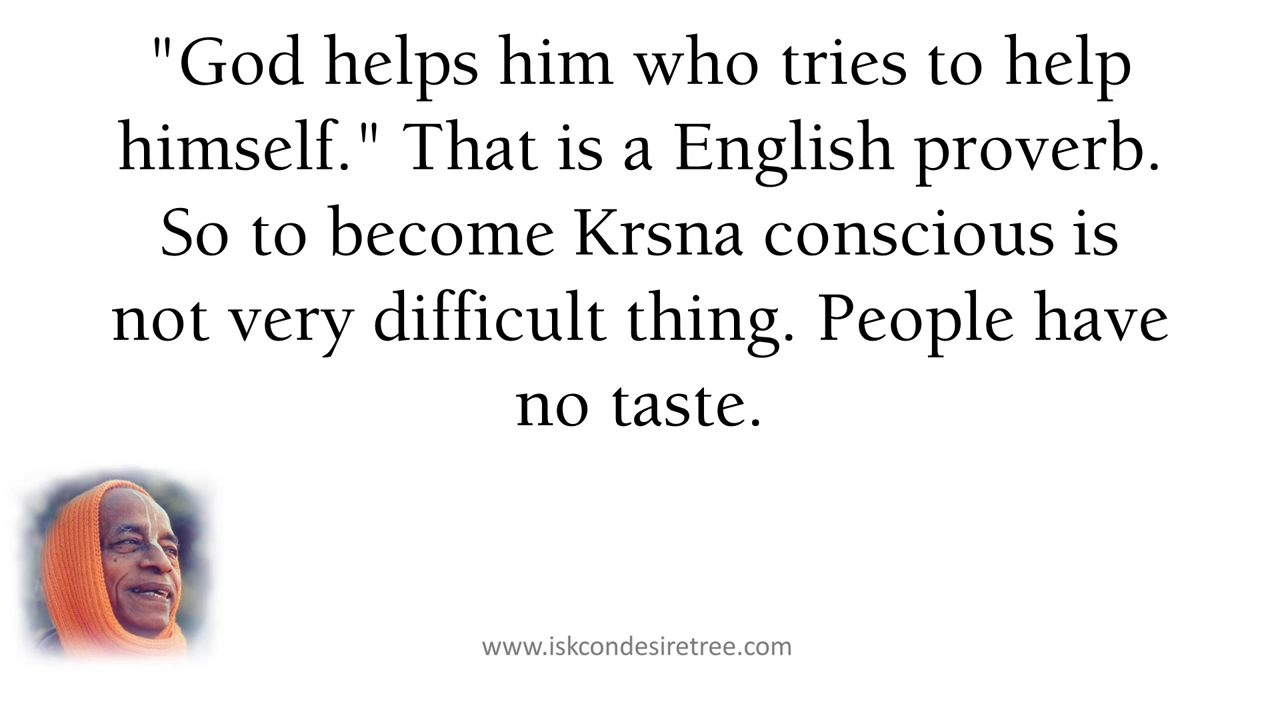 "God helps him who tries to help
himself." That is a English proverb.
So to become Krsna conscious is
not very difficult thing. People have
no taste.
www.iskcondesiretree.com